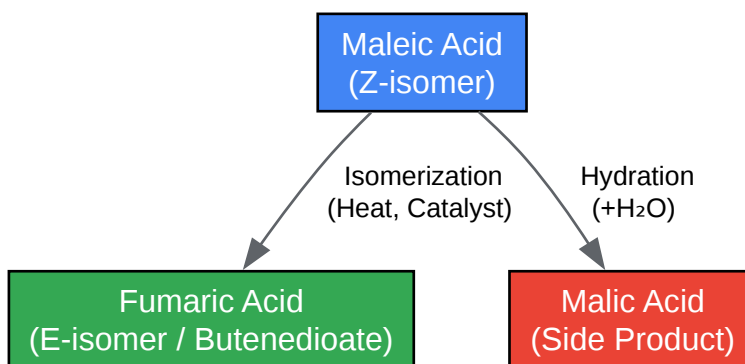 Maleic Acid
(Z-isomer)
Isomerization
(Heat, Catalyst)
Hydration
(+H₂O)
Fumaric Acid
(E-isomer / Butenedioate)
Malic Acid
(Side Product)